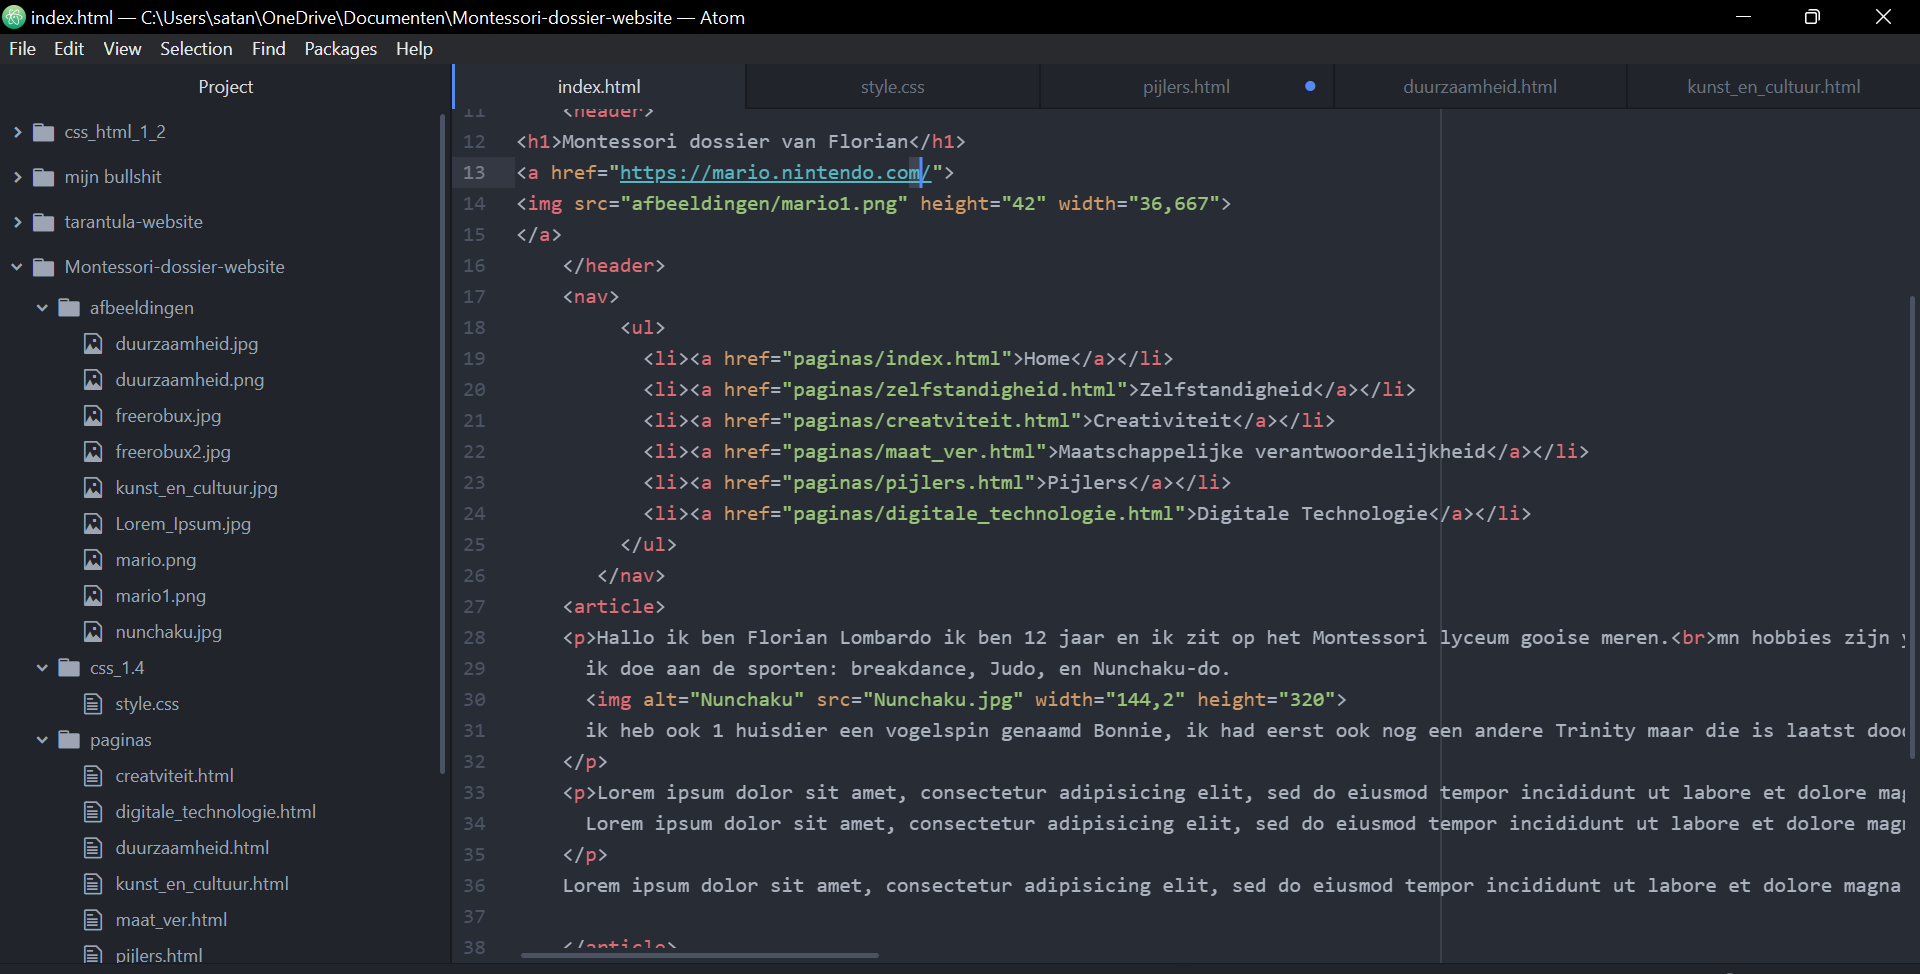 index.html — C:\Users\satan\OneDrive\Documenten\Montessori-dossier-website — Atom
File Edit View Selection Find Packages Help
Project
css_html_1_2
mijn bullshit
tarantula-website
Montessori-dossier-website
afbeeldingen
duurzaamheid.jpg
duurzaamheid.png
freerobux.jpg
freerobux2.jpg
kunst_en_cultuur.jpg
Lorem_Ipsum.jpg
mario.png
mario1.png
nunchaku.jpg
css_1.4
style.css
paginas
creatviteit.html
digitale_technologie.html
duurzaamheid.html
kunst_en_cultuur.html
maat_ver.html
pijlers.html
index.html style.css pijlers.html duurzaamheid.html kunst_en_cultuur.html
11 <header>
12 <h1>Montessori dossier van Florian</h1>
13 <a href="https://mario.nintendo.com/">
14 <img src="afbeeldingen/mario1.png" height="42" width="36,667">
15 </a>
16 </header>
17 <nav>
18 <ul>
19 <li><a href="paginas/index.html">Home</a></li>
20 <li><a href="paginas/zelfstandigheid.html">Zelfstandigheid</a></li>
21 <li><a href="paginas/creatviteit.html">Creativiteit</a></li>
22 <li><a href="paginas/maat_ver.html">Maatschappelijke verantwoordelijkheid</a></li>
23 <li><a href="paginas/pijlers.html">Pijlers</a></li>
24 <li><a href="paginas/digitale_technologie.html">Digitale Technologie</a></li>
25 </ul>
26 </nav>
27 <article>
28 <p>Hallo ik ben Florian Lombardo ik ben 12 jaar en ik zit op het Montessori lyceum gooise meren.<br>mn hobbies zijn
29 ik doe aan de sporten: breakdance, Judo, en Nunchaku-do.
30 <img alt="Nunchaku" src="Nunchaku.jpg" width="144,2" height="320">
31 ik heb ook 1 huisdier een vogelspin genaamd Bonnie, ik had eerst ook nog een andere Trinity maar die is laatst
32 </p>
33 <p>Lorem ipsum dolor sit amet, consectetur adipisicing elit, sed do eiusmod tempor incididunt ut labore et dolore
34 Lorem ipsum dolor sit amet, consectetur adipisicing elit, sed do eiusmod tempor incididunt ut labore et dolore
35 </p>
36 Lorem ipsum dolor sit amet, consectetur adipisicing elit, sed do eiusmod tempor incididunt ut labore et dolore magna
37
38 </article>